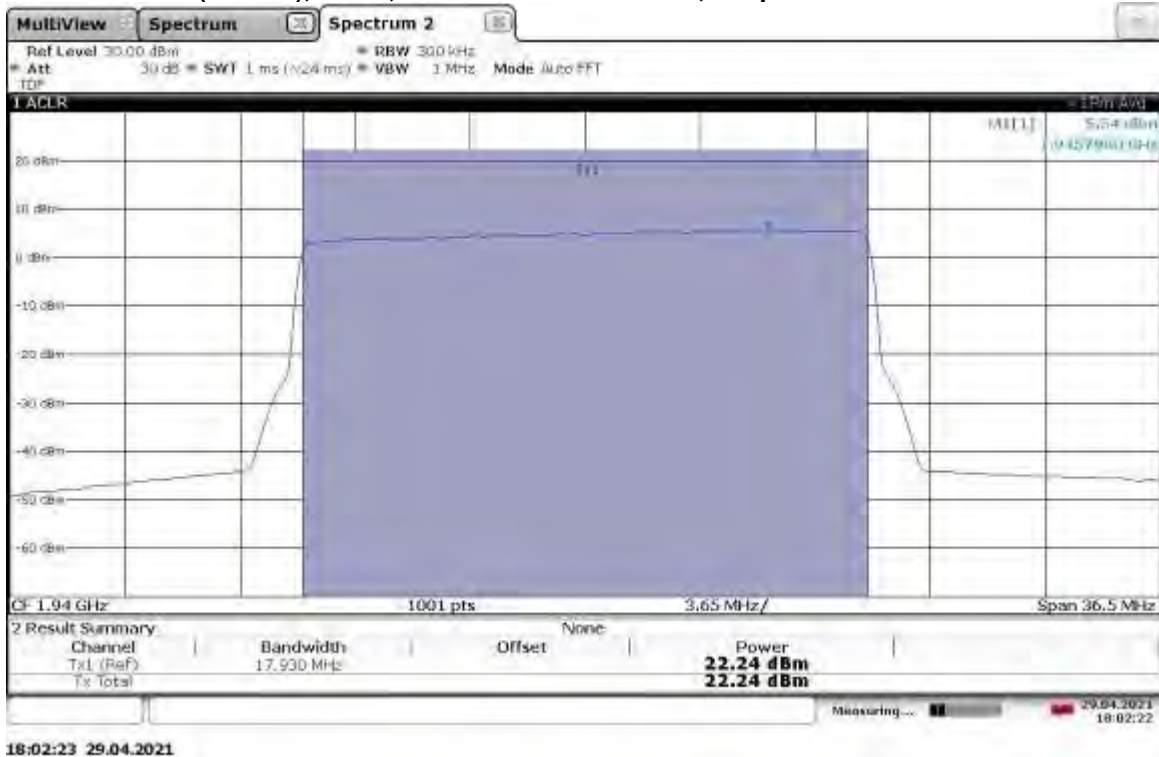 MultiView Spectrum Spectrum 2
Ref Level 30.00 dBm RBW 300 kHz
Att 30 dB SWT 1 ms (~24 ms) VBW 1 MHz Mode Auto FFT
TDF
1 ACLR 1Rm Avg
M1[1] 5.54 dBm
20 dBm
Tx1
10 dBm
0 dBm
-10 dBm
-20 dBm
-30 dBm
-40 dBm
-50 dBm
-60 dBm
CF 1.94 GHz 1001 pts 3.65 MHz/ Span 36.5 MHz
2 Result Summary None
Channel Bandwidth Offset Power
Tx1 (Ref) 17.930 MHz 22.24 dBm
Tx Total 22.24 dBm
Measuring... 29.04.2021
18:02:22
18:02:23 29.04.2021